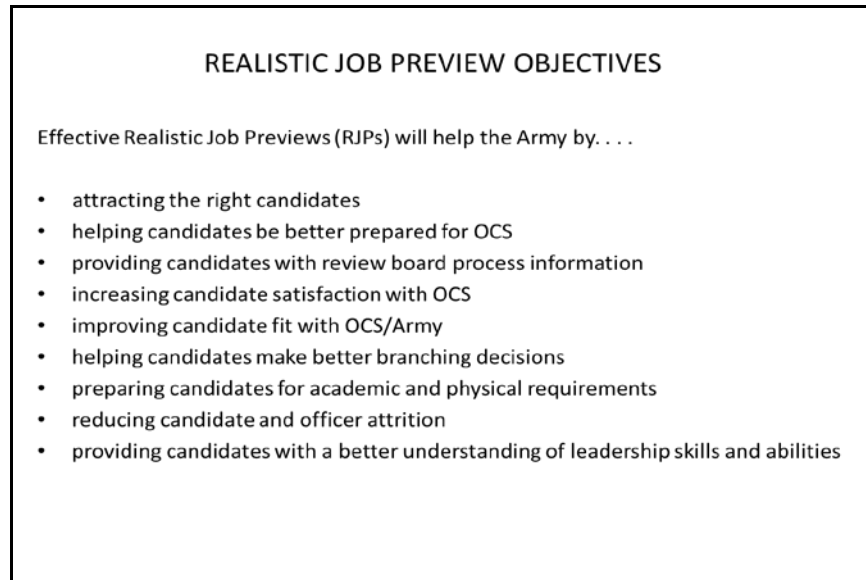 REALISTIC JOB PREVIEW OBJECTIVES
Effective Realistic Job Previews (RJPs) will help the Army by. . . .
• attracting the right candidates
• helping candidates be better prepared for OCS
• providing candidates with review board process information
• increasing candidate satisfaction with OCS
• improving candidate fit with OCS/Army
• helping candidates make better branching decisions
• preparing candidates for academic and physical requirements
• reducing candidate and officer attrition
• providing candidates with a better understanding of leadership skills and abilities